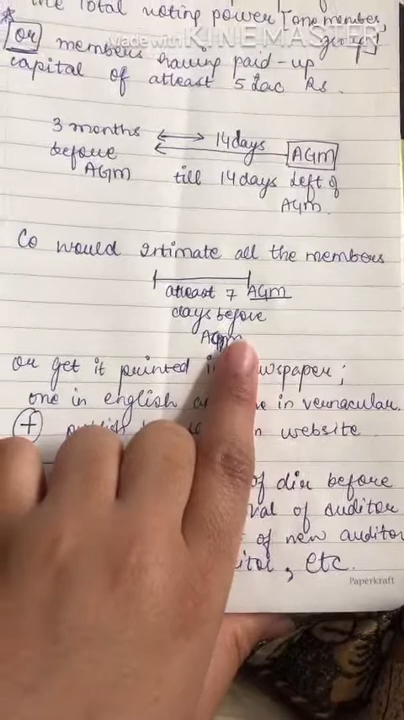 the total voting power [one member,
group]
or members having paid-up
capital of atleast 5 Lac Rs.
Made with KINEMASTER
3 months 14 days AGM
before
AGM till 14 days left of
AGM.
Co would intimate all the members
atleast 7 AGM
days before
AGM
or get it printed in newspaper;
one in english in vernacular.
+ website
of dir before
of auditor
of new auditor
, etc.
Paperkraft